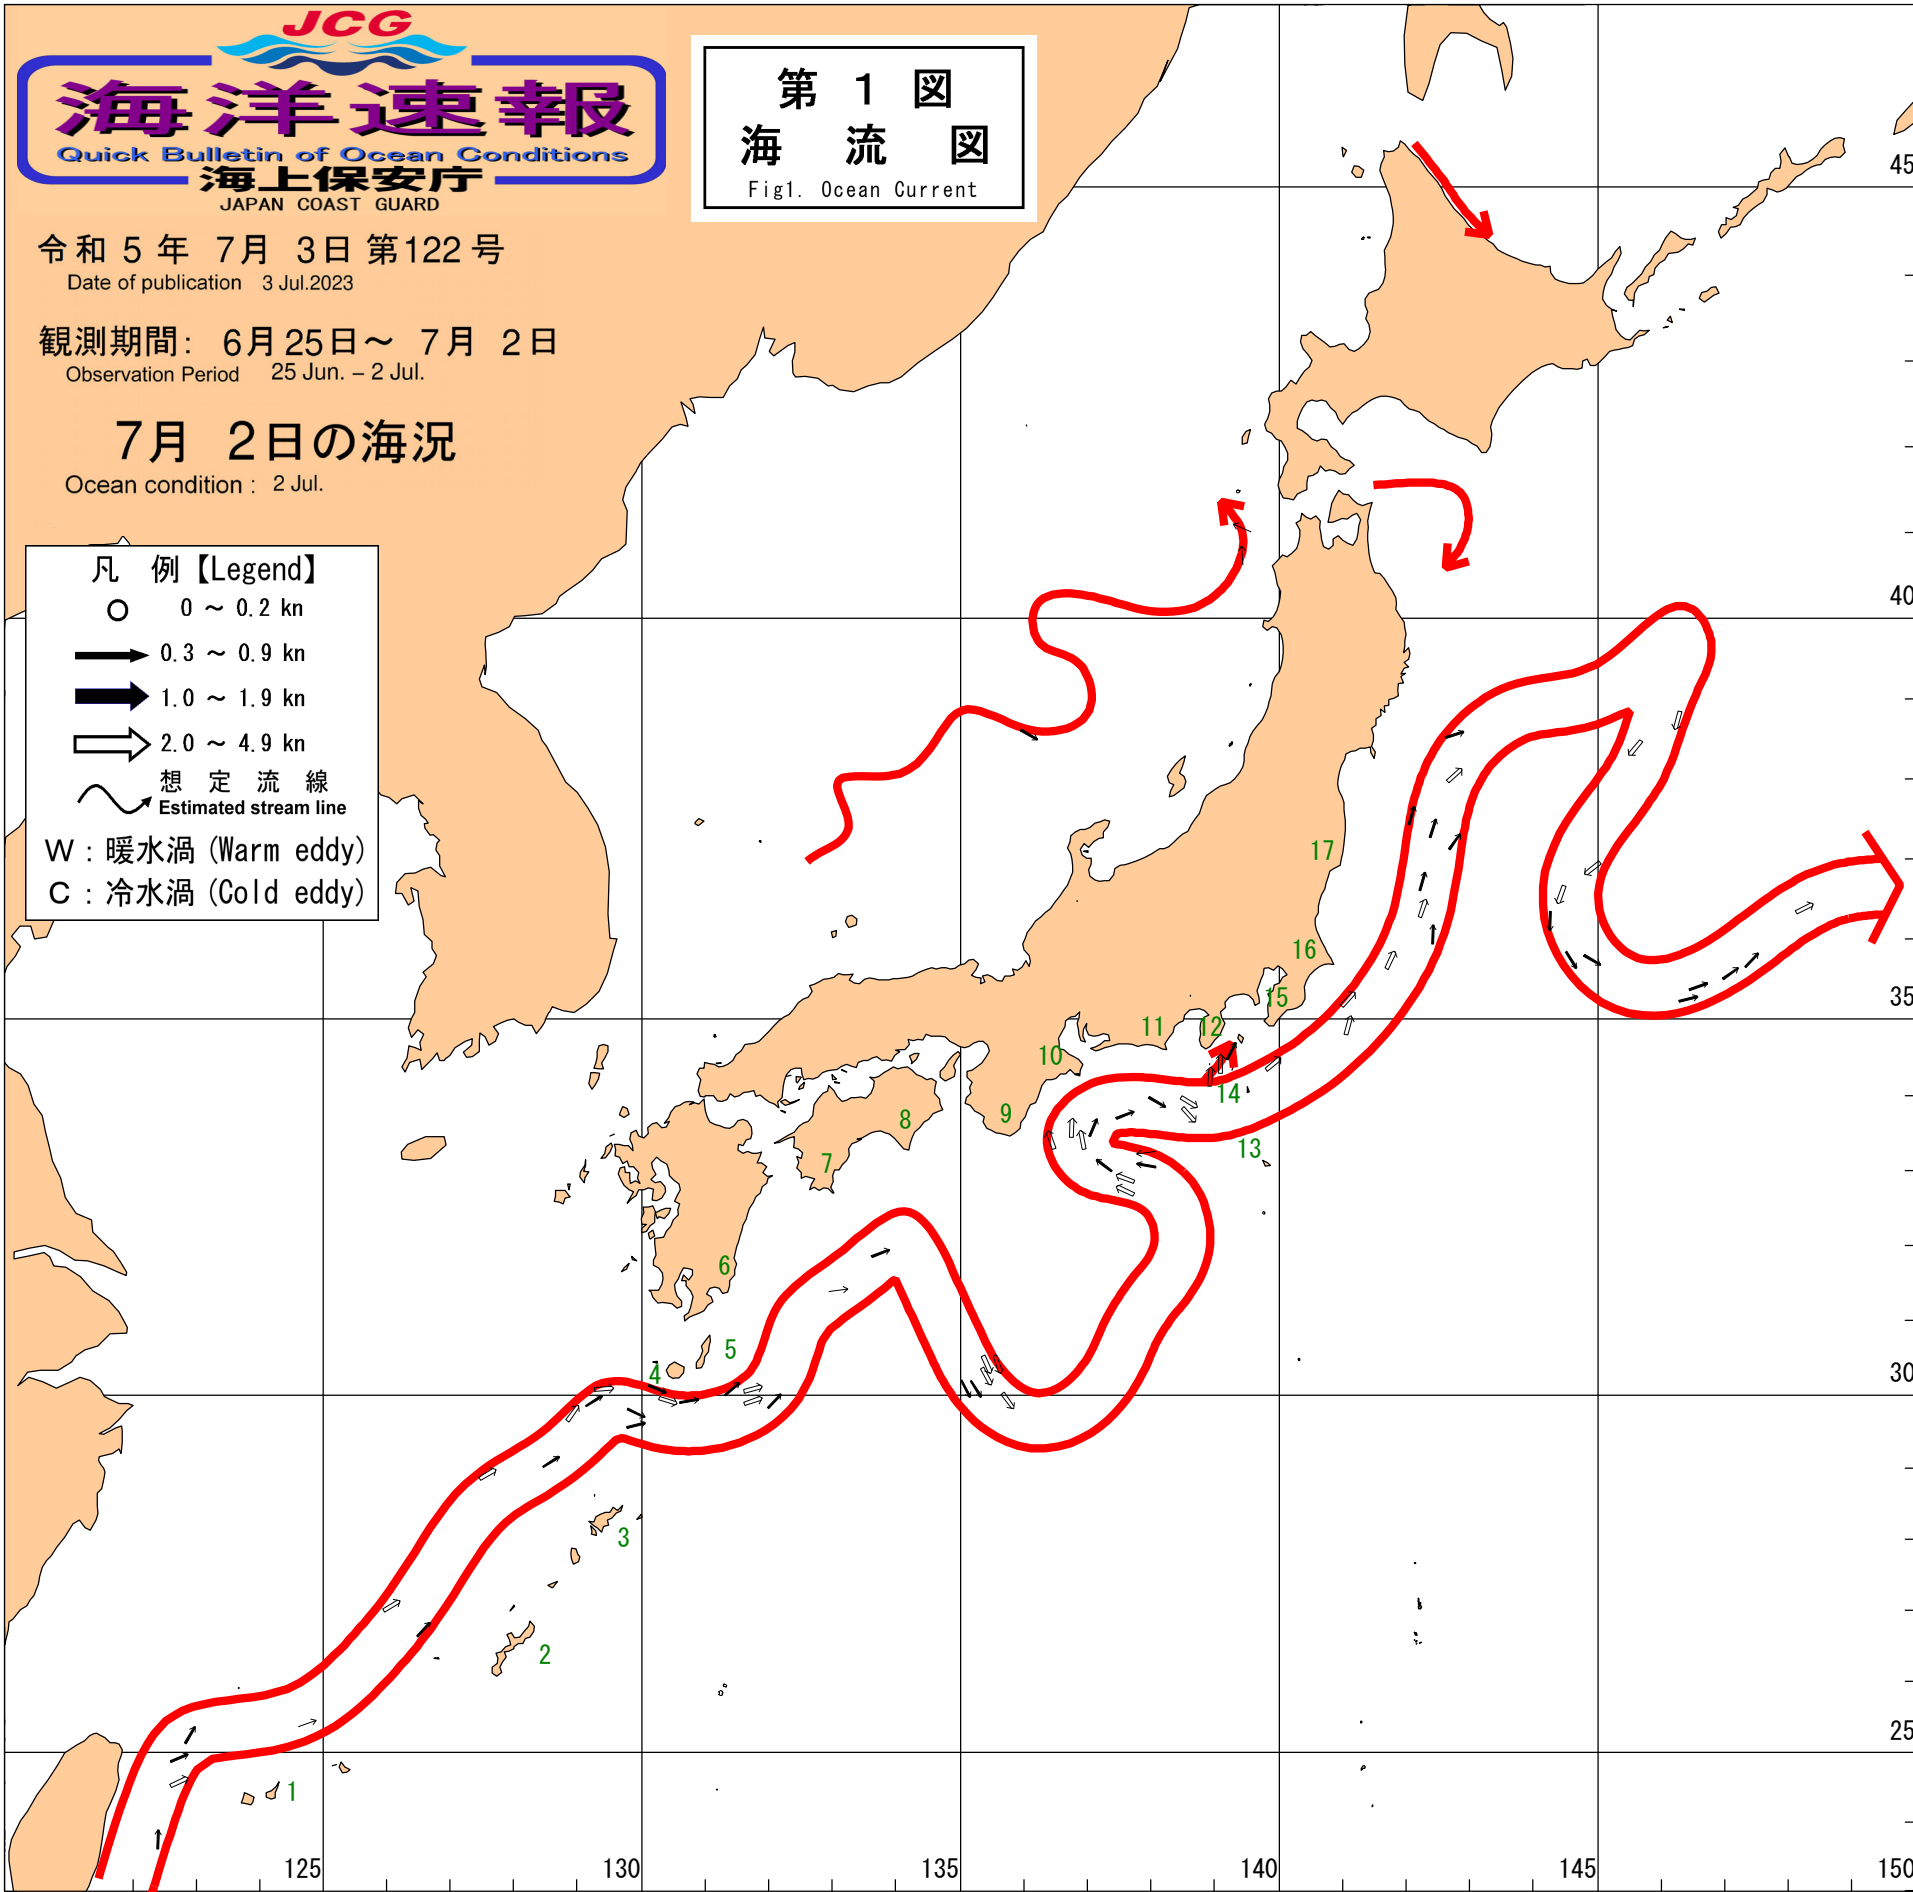 JCG
海洋速報
Quick Bulletin of Ocean Conditions
海上保安庁
JAPAN COAST GUARD
第 1 図
海 流 図
Fig1. Ocean Current
令和 5 年 7月 3日 第122 号
Date of publication 3 Jul.2023
観測期間: 6月25日～ 7月 2日
Observation Period 25 Jun. – 2 Jul.
7月 2日の海況
Ocean condition : 2 Jul.
凡 例【Legend】
0 ～ 0.2 kn
0.3 ～ 0.9 kn
1.0 ～ 1.9 kn
2.0 ～ 4.9 kn
想 定 流 線
Estimated stream line
W : 暖水渦 (Warm eddy)
C : 冷水渦 (Cold eddy)
45
40
35
30
25
17
16
15
12
11
10
14
13
9
8
7
6
5
4
3
2
1
125
130
135
140
145
150